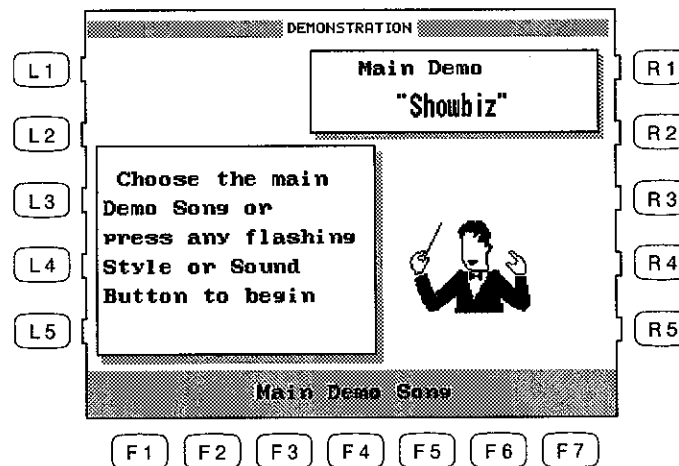 DEMONSTRATION
L1
Main Demo
R1
"Showbiz"
L2
R2
Choose the main
L3
Demo Song or
R3
press any flashing
L4
Style or Sound
R4
Button to begin
L5
R5
Main Demo Song
F1 F2 F3 F4 F5 F6 F7